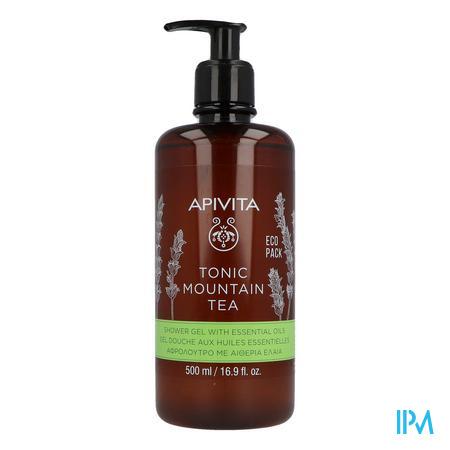 APIVITA
ECO
PACK
TONIC
MOUNTAIN
TEA
SHOWER GEL WITH ESSENTIAL OILS
GEL DOUCHE AUX HUILES ESSENTIELLES
ΑΦΡΟΛΟΥΤΡΟ ΜΕ ΑΙΘΕΡΙΑ ΕΛΑΙΑ
500 ml / 16.9 fl. oz.
IPM